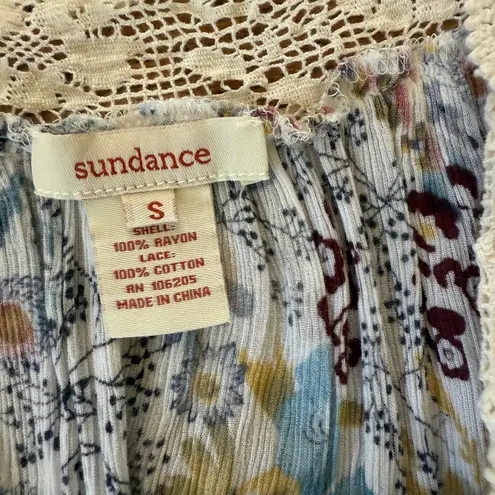 sundance
S
SHELL:
100% RAYON
LACE:
100% COTTON
RN 106205
MADE IN CHINA